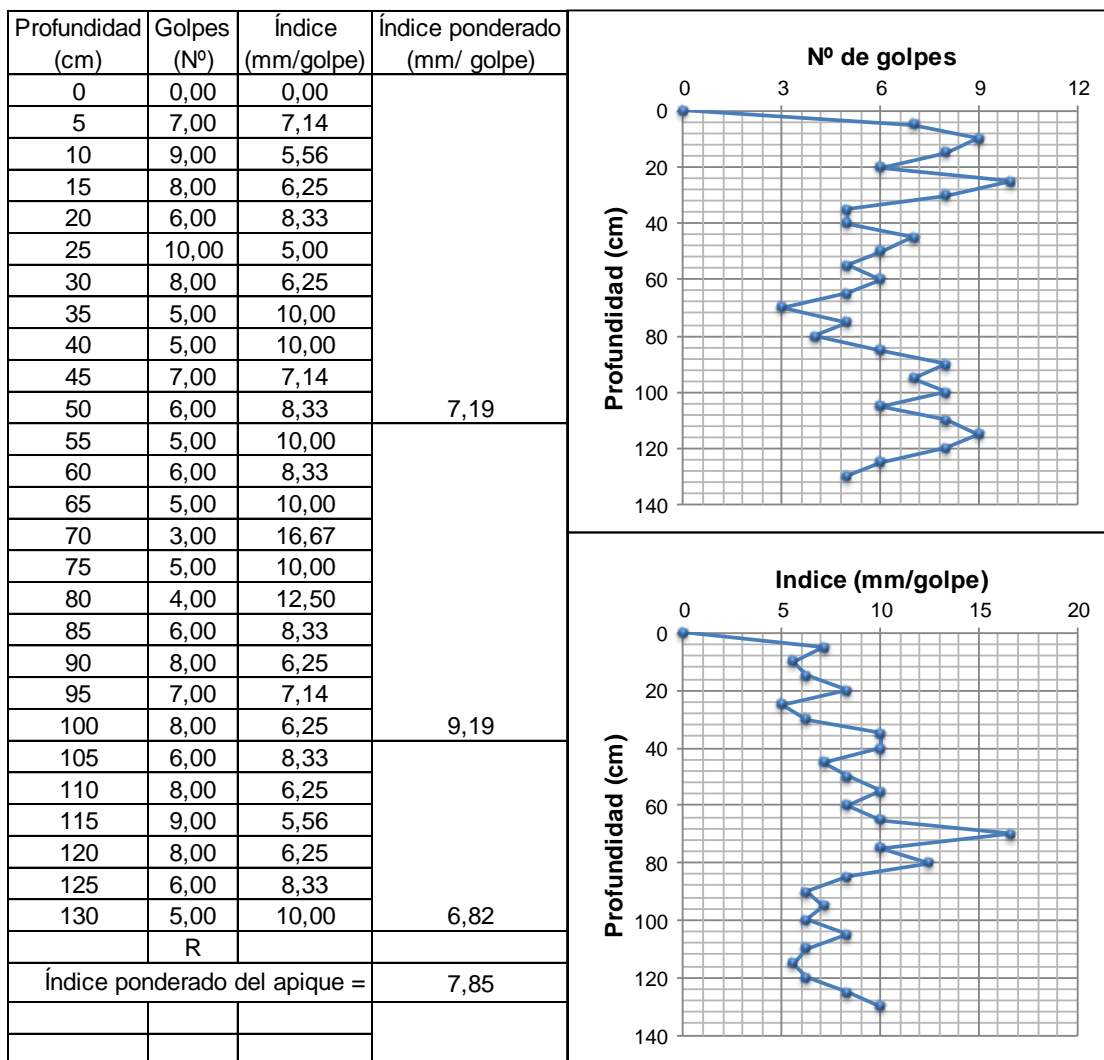 Profundidad Golpes Índice Índice ponderado
(cm) (Nº) (mm/golpe) (mm/ golpe)
0 0,00 0,00
5 7,00 7,14
10 9,00 5,56
15 8,00 6,25
20 6,00 8,33
25 10,00 5,00
30 8,00 6,25
35 5,00 10,00
40 5,00 10,00
45 7,00 7,14
50 6,00 8,33 7,19
55 5,00 10,00
60 6,00 8,33
65 5,00 10,00
70 3,00 16,67
75 5,00 10,00
80 4,00 12,50
85 6,00 8,33
90 8,00 6,25
95 7,00 7,14
100 8,00 6,25 9,19
105 6,00 8,33
110 8,00 6,25
115 9,00 5,56
120 8,00 6,25
125 6,00 8,33
130 5,00 10,00 6,82
R
Índice ponderado del apique = 7,85
Nº de golpes
0 3 6 9 12
0
20
40
60
80
100
120
140
Profundidad (cm)
Indice (mm/golpe)
0 5 10 15 20
0
20
40
60
80
100
120
140
Profundidad (cm)